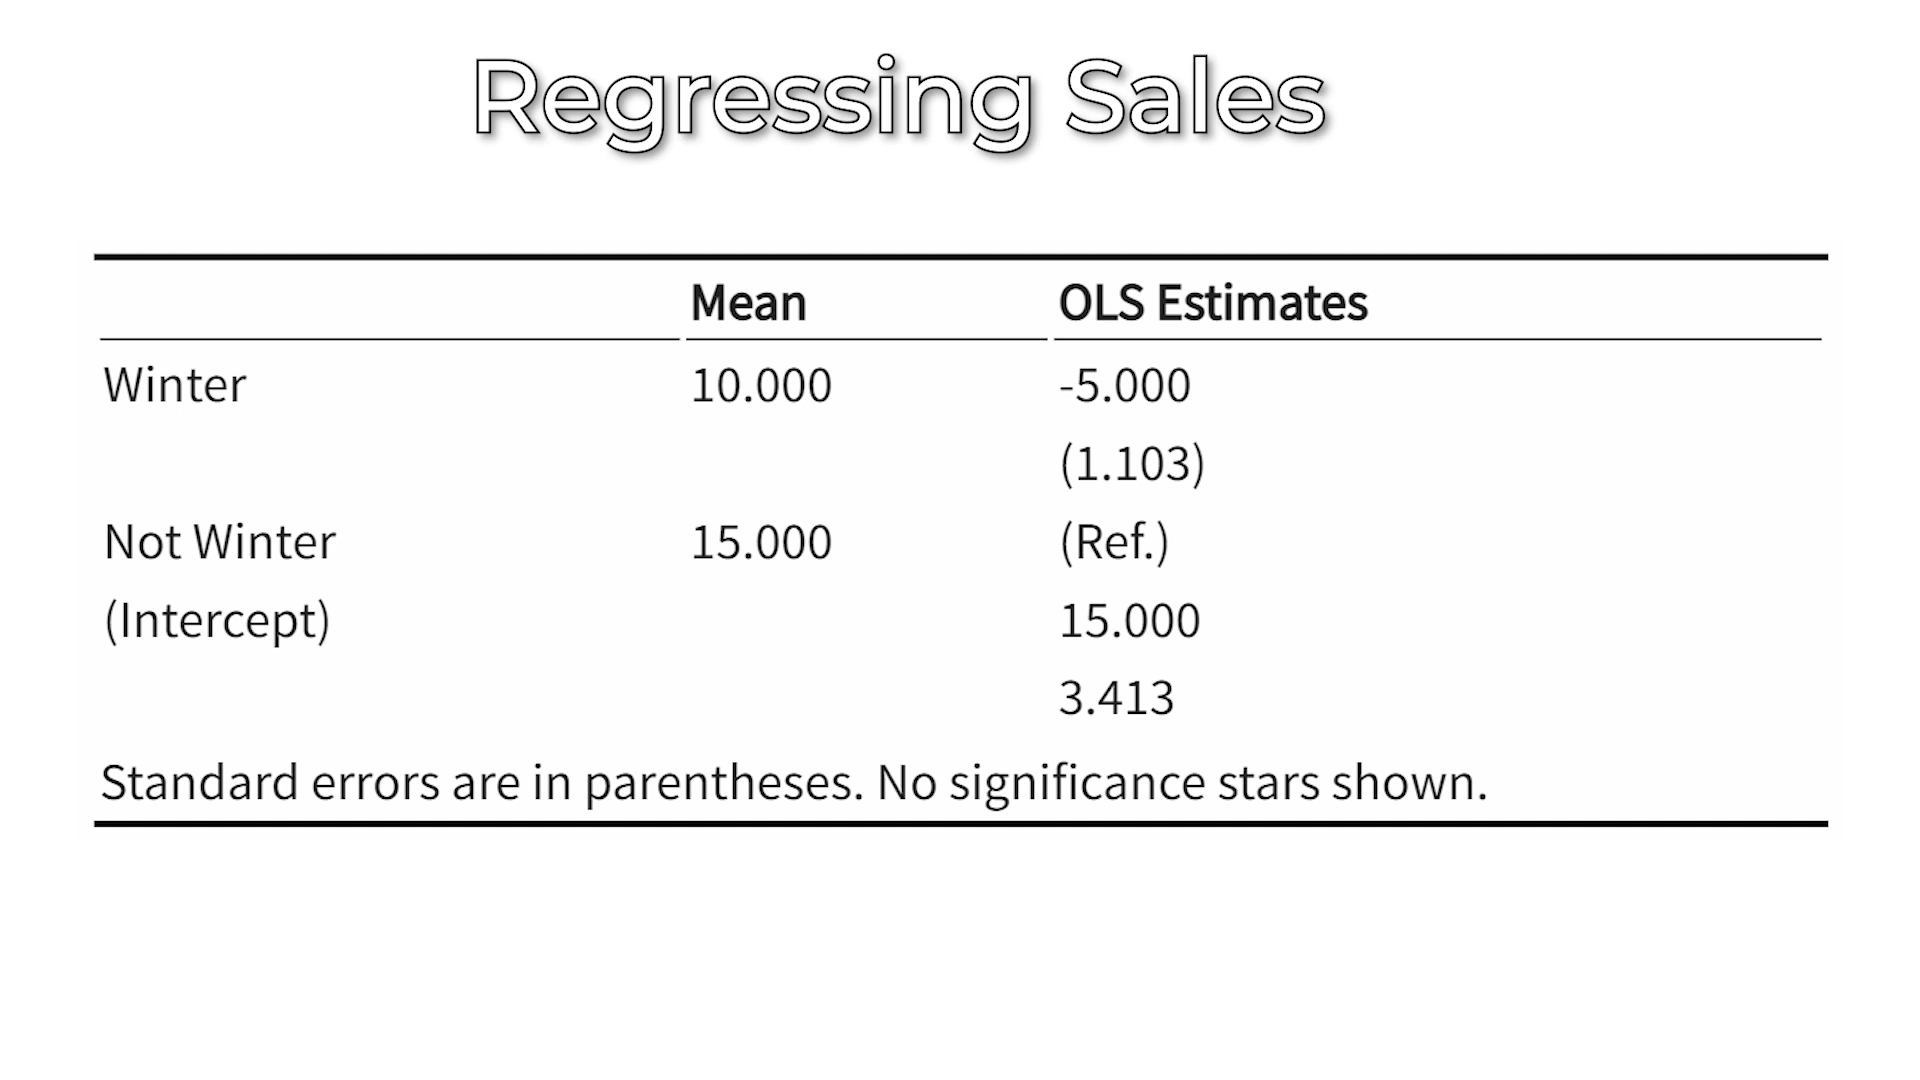 Regressing Sales
Mean OLS Estimates
Winter 10.000 -5.000
(1.103)
Not Winter 15.000 (Ref.)
(Intercept) 15.000
3.413
Standard errors are in parentheses. No significance stars shown.